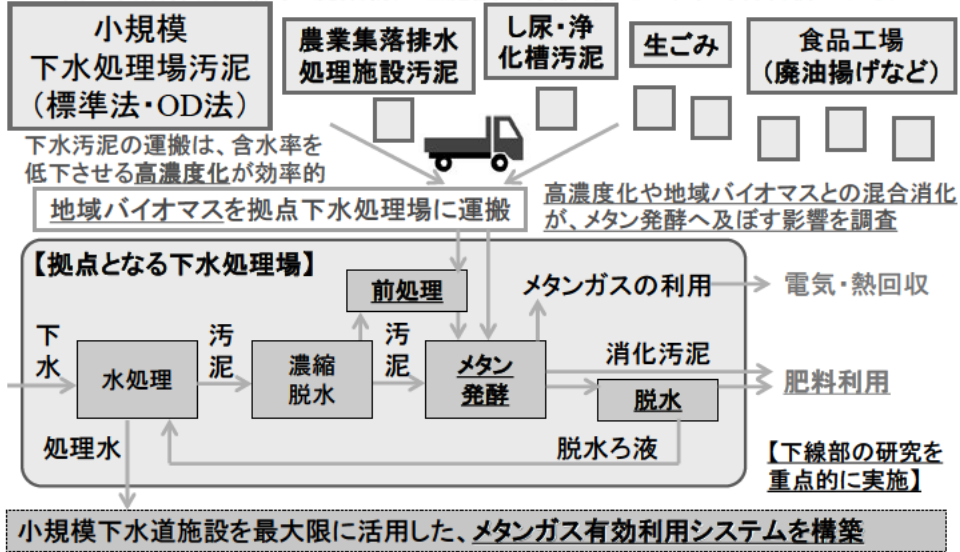 小規模
下水処理場汚泥
（標準法・OD法）
農業集落排水
処理施設汚泥
し尿・浄
化槽汚泥
生ごみ
食品工場
（廃油揚げなど）
下水汚泥の運搬は、含水率を
低下させる高濃度化が効率的
地域バイオマスを拠点下水処理場に運搬
高濃度化や地域バイオマスとの混合消化
が、メタン発酵へ及ぼす影響を調査
【拠点となる下水処理場】
前処理
メタンガスの利用
電気・熱回収
下
水
水処理
汚
泥
濃縮
脱水
汚
泥
メタン
発酵
消化汚泥
脱水
肥料利用
処理水
脱水ろ液
【下線部の研究を
重点的に実施】
小規模下水道施設を最大限に活用した、メタンガス有効利用システムを構築